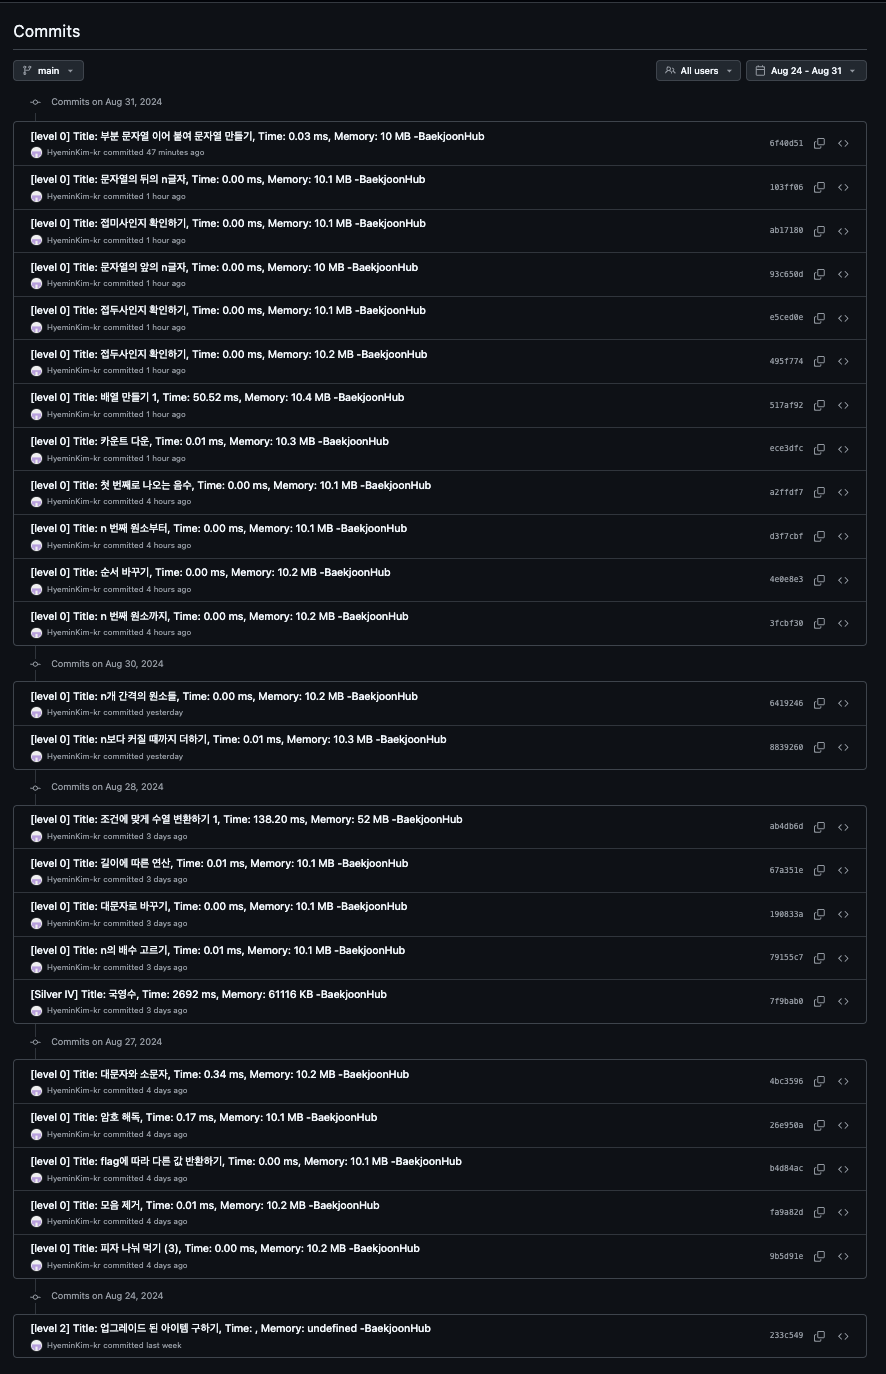 Commits
main
All users
Aug 24 - Aug 31
Commits on Aug 31, 2024
[level 0] Title: 부분 문자열 이어 붙여 문자열 만들기, Time: 0.03 ms, Memory: 10 MB -BaekjoonHub
HyeminKim-kr committed 47 minutes ago
6f40d51
[level 0] Title: 문자열의 뒤의 n글자, Time: 0.00 ms, Memory: 10.1 MB -BaekjoonHub
HyeminKim-kr committed 1 hour ago
103ff06
[level 0] Title: 접미사인지 확인하기, Time: 0.00 ms, Memory: 10.1 MB -BaekjoonHub
HyeminKim-kr committed 1 hour ago
ab17180
[level 0] Title: 문자열의 앞의 n글자, Time: 0.00 ms, Memory: 10 MB -BaekjoonHub
HyeminKim-kr committed 1 hour ago
93c650d
[level 0] Title: 접두사인지 확인하기, Time: 0.00 ms, Memory: 10.1 MB -BaekjoonHub
HyeminKim-kr committed 1 hour ago
e5ced0e
[level 0] Title: 접두사인지 확인하기, Time: 0.00 ms, Memory: 10.2 MB -BaekjoonHub
HyeminKim-kr committed 1 hour ago
495f774
[level 0] Title: 배열 만들기 1, Time: 50.52 ms, Memory: 10.4 MB -BaekjoonHub
HyeminKim-kr committed 1 hour ago
517af92
[level 0] Title: 카운트 다운, Time: 0.01 ms, Memory: 10.3 MB -BaekjoonHub
HyeminKim-kr committed 1 hour ago
ece3dfc
[level 0] Title: 첫 번째로 나오는 음수, Time: 0.00 ms, Memory: 10.1 MB -BaekjoonHub
HyeminKim-kr committed 4 hours ago
a2ffdf7
[level 0] Title: n 번째 원소부터, Time: 0.00 ms, Memory: 10.1 MB -BaekjoonHub
HyeminKim-kr committed 4 hours ago
d3f7cbf
[level 0] Title: 순서 바꾸기, Time: 0.00 ms, Memory: 10.2 MB -BaekjoonHub
HyeminKim-kr committed 4 hours ago
4e0e8e3
[level 0] Title: n 번째 원소까지, Time: 0.00 ms, Memory: 10.2 MB -BaekjoonHub
HyeminKim-kr committed 4 hours ago
3fcbf30
Commits on Aug 30, 2024
[level 0] Title: n개 간격의 원소들, Time: 0.00 ms, Memory: 10.2 MB -BaekjoonHub
HyeminKim-kr committed yesterday
6419246
[level 0] Title: n보다 커질 때까지 더하기, Time: 0.01 ms, Memory: 10.3 MB -BaekjoonHub
HyeminKim-kr committed yesterday
8839260
Commits on Aug 28, 2024
[level 0] Title: 조건에 맞게 수열 변환하기 1, Time: 138.20 ms, Memory: 52 MB -BaekjoonHub
HyeminKim-kr committed 3 days ago
ab4db6d
[level 0] Title: 길이에 따른 연산, Time: 0.01 ms, Memory: 10.1 MB -BaekjoonHub
HyeminKim-kr committed 3 days ago
67a351e
[level 0] Title: 대문자로 바꾸기, Time: 0.00 ms, Memory: 10.1 MB -BaekjoonHub
HyeminKim-kr committed 3 days ago
190833a
[level 0] Title: n의 배수 고르기, Time: 0.01 ms, Memory: 10.1 MB -BaekjoonHub
HyeminKim-kr committed 3 days ago
79155c7
[Silver IV] Title: 국영수, Time: 2692 ms, Memory: 61116 KB -BaekjoonHub
HyeminKim-kr committed 3 days ago
7f9bab0
Commits on Aug 27, 2024
[level 0] Title: 대문자와 소문자, Time: 0.34 ms, Memory: 10.2 MB -BaekjoonHub
HyeminKim-kr committed 4 days ago
4bc3596
[level 0] Title: 암호 해독, Time: 0.17 ms, Memory: 10.1 MB -BaekjoonHub
HyeminKim-kr committed 4 days ago
26e950a
[level 0] Title: flag에 따라 다른 값 반환하기, Time: 0.00 ms, Memory: 10.1 MB -BaekjoonHub
HyeminKim-kr committed 4 days ago
b4d84ac
[level 0] Title: 모음 제거, Time: 0.01 ms, Memory: 10.2 MB -BaekjoonHub
HyeminKim-kr committed 4 days ago
fa9a82d
[level 0] Title: 피자 나눠 먹기 (3), Time: 0.00 ms, Memory: 10.2 MB -BaekjoonHub
HyeminKim-kr committed 4 days ago
9b5d91e
Commits on Aug 24, 2024
[level 2] Title: 업그레이드 된 아이템 구하기, Time: , Memory: undefined -BaekjoonHub
HyeminKim-kr committed last week
233c549